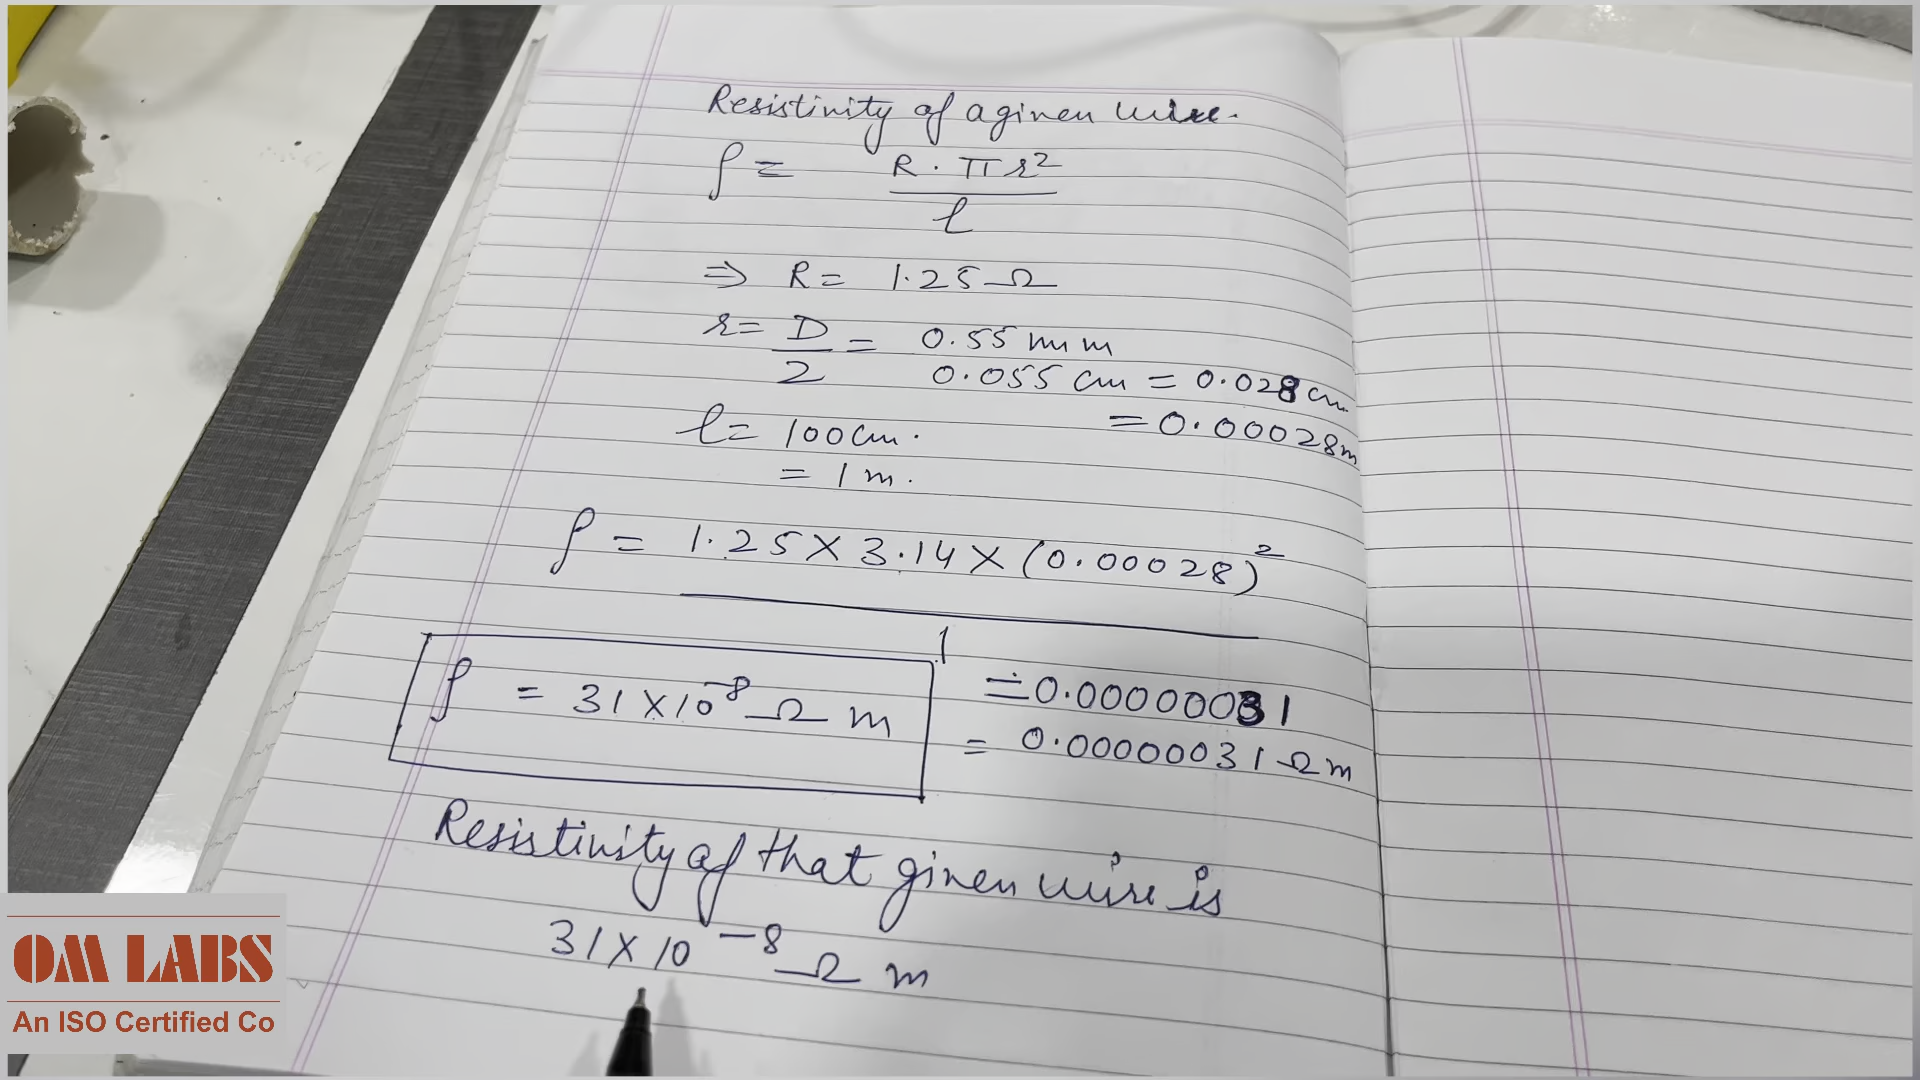 Resistivity of a given wire.
ρ = R . π r²
l
⇒ R = 1.25 Ω
r = D/2 = 0.55 mm
0.055 cm = 0.028 cm
= 0.00028m
l = 100 cm.
= 1 m.
ρ = 1.25 X 3.14 X (0.00028)²
1
ρ = 31 X 10⁻⁸ Ω m
= 0.00000031
= 0.00000031 Ω m
Resistivity of that given wire is
31 X 10⁻⁸ Ω m
OM LABS
An ISO Certified Co